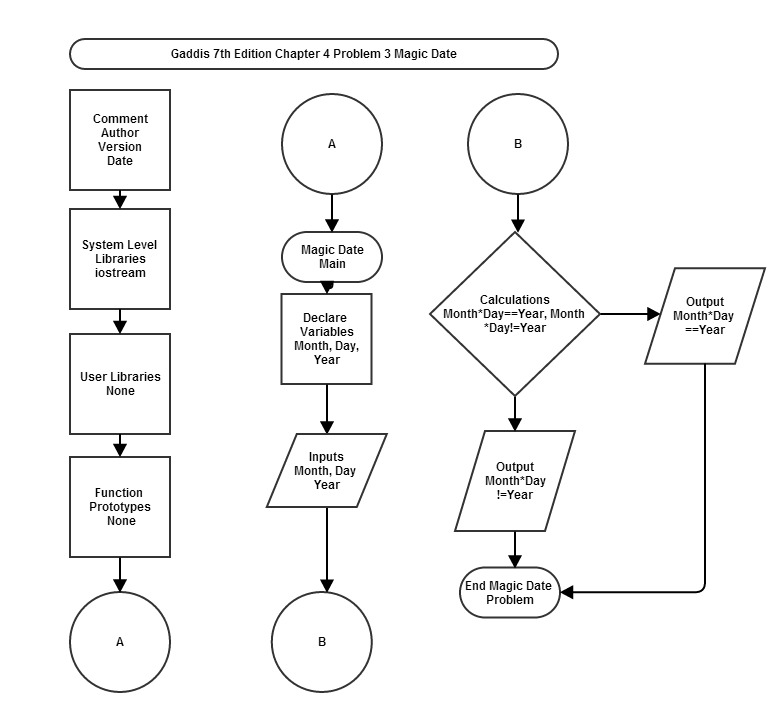 Gaddis 7th Edition Chapter 4 Problem 3 Magic Date
Comment
Author
Version
Date
System Level
Libraries
iostream
User Libraries
None
Function
Prototypes
None
A
A
Magic Date
Main
Declare
Variables
Month, Day,
Year
Inputs
Month, Day
Year
B
B
Calculations
Month*Day==Year, Month
*Day!=Year
Output
Month*Day
==Year
Output
Month*Day
!=Year
End Magic Date
Problem